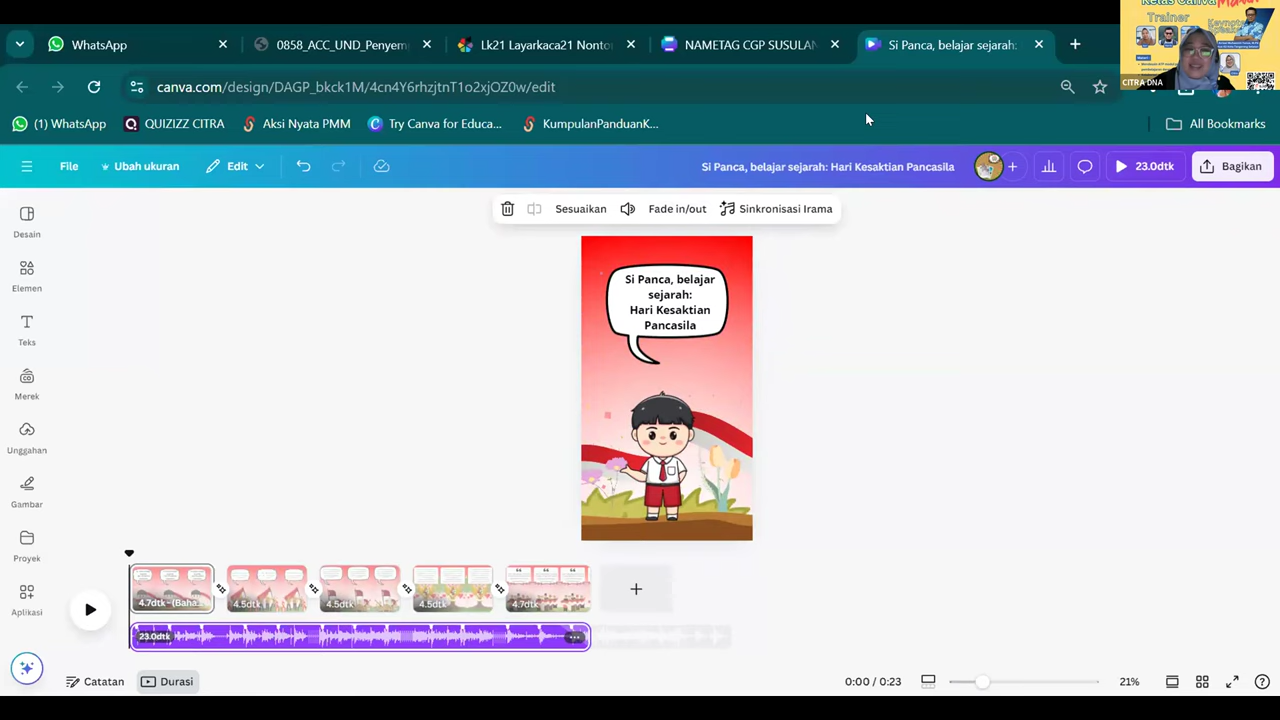 WhatsApp
0858_ACC_UND_Penyem
Lk21 Layarkaca21 Nonto
NAMETAG CGP SUSULAN
Si Panca, belajar sejarah:
canva.com/design/DAGP_bkck1M/4cn4Y6rhzjtnT1o2xjOZ0w/edit
(1) WhatsApp
QUIZIZZ CITRA
Aksi Nyata PMM
Try Canva for Educa...
KumpulanPanduanK...
All Bookmarks
Trainer
CITRA DNA
File
Ubah ukuran
Edit
Si Panca, belajar sejarah: Hari Kesaktian Pancasila
23.0dtk
Bagikan
Sesuaikan
Fade in/out
Sinkronisasi Irama
Desain
Elemen
Teks
Merek
Unggahan
Gambar
Proyek
Aplikasi
Si Panca, belajar
sejarah:
Hari Kesaktian
Pancasila
4.7dtk -(Baha...
4.5dtk
4.5dtk
4.5dtk
4.7dtk
23.0dtk
Catatan
Durasi
0:00 / 0:23
21%